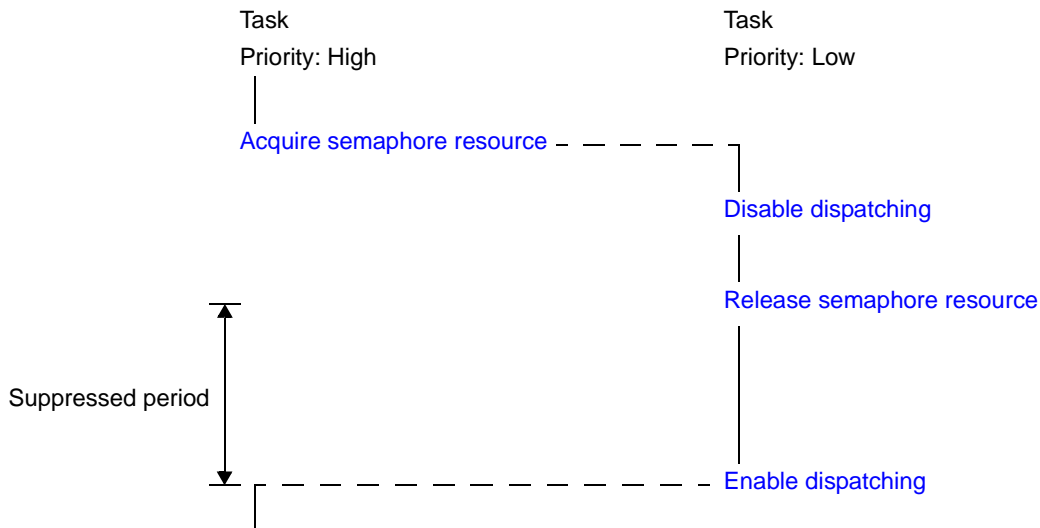 Task
Priority: High
Task
Priority: Low
Acquire semaphore resource
Disable dispatching
Release semaphore resource
Suppressed period
Enable dispatching